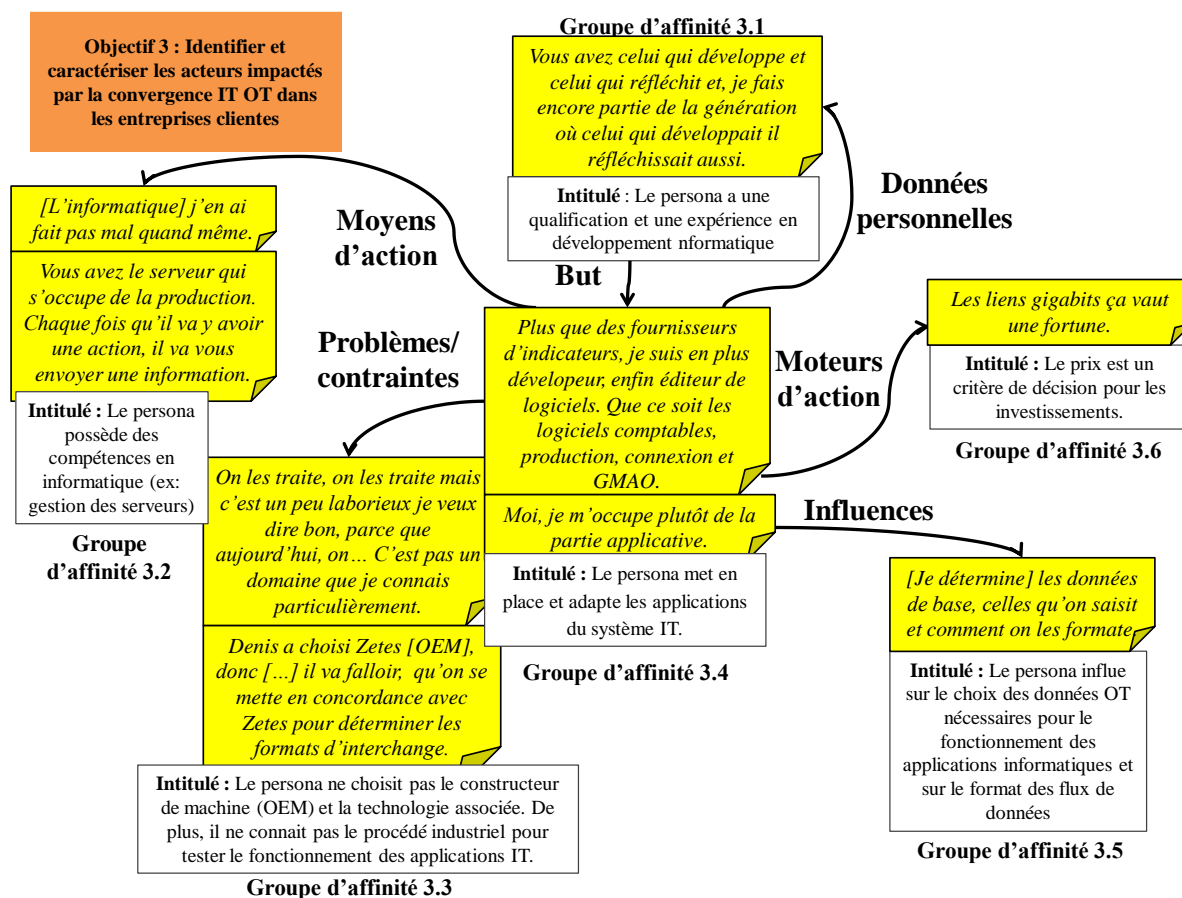 Objectif 3 : Identifier et
caractériser les acteurs impactés
par la convergence IT OT dans
les entreprises clientes
Groupe d'affinité 3.1
Vous avez celui qui développe et
celui qui réfléchit et, je fais
encore partie de la génération
où celui qui développait il
réfléchissait aussi.
Intitulé : Le persona a une
qualification et une expérience en
développement nformatique
Données
personnelles
Moyens
d'action
But
[L'informatique] j'en ai
fait pas mal quand même.
Vous avez le serveur qui
s'occupe de la production.
Chaque fois qu'il va y avoir
une action, il va vous
envoyer une information.
Intitulé : Le persona
possède des
compétences en
informatique (ex:
gestion des serveurs)
Groupe
d'affinité 3.2
Problèmes/
contraintes
Plus que des fournisseurs
d'indicateurs, je suis en plus
dévelopeur, enfin éditeur de
logiciels. Que ce soit les
logiciels comptables,
production, connexion et
GMAO.
Moi, je m'occupe plutôt de la
partie applicative.
Intitulé : Le persona met en
place et adapte les applications
du système IT.
Groupe d'affinité 3.4
Moteurs
d'action
Les liens gigabits ça vaut
une fortune.
Intitulé : Le prix est un
critère de décision pour les
investissements.
Groupe d'affinité 3.6
On les traite, on les traite mais
c'est un peu laborieux je veux
dire bon, parce que
aujourd'hui, on… C'est pas un
domaine que je connais
particulièrement.
Denis a choisi Zetes [OEM],
donc […] il va falloir, qu'on se
mette en concordance avec
Zetes pour déterminer les
formats d'interchange.
Intitulé : Le persona ne choisit pas le constructeur
de machine (OEM) et la technologie associée. De
plus, il ne connait pas le procédé industriel pour
tester le fonctionnement des applications IT.
Groupe d'affinité 3.3
Influences
[Je détermine] les données
de base, celles qu'on saisit
et comment on les formate
Intitulé : Le persona influe
sur le choix des données OT
nécessaires pour le
fonctionnement des
applications informatiques et
sur le format des flux de
données
Groupe d'affinité 3.5